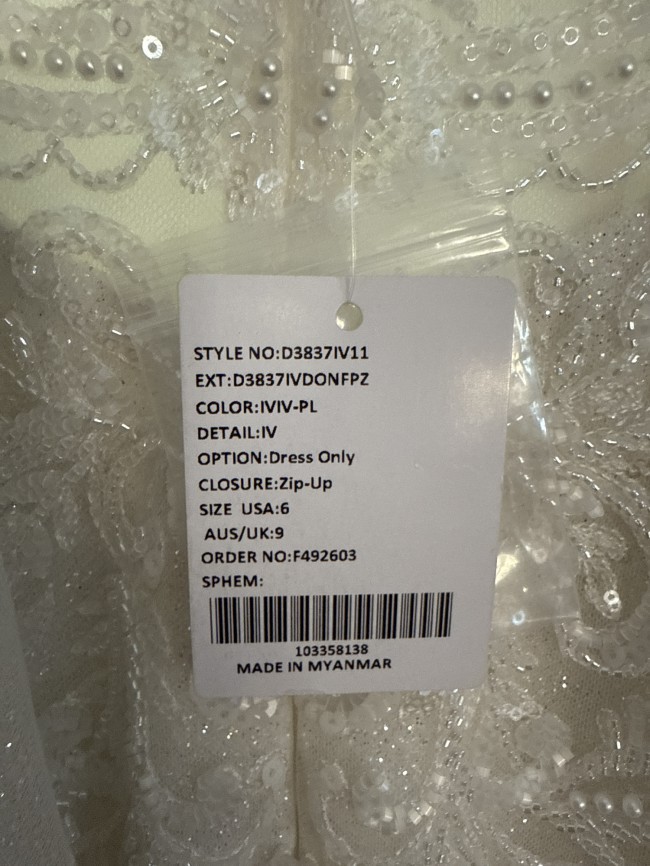 STYLE NO:D3837IV11
EXT:D3837IVDONFPZ
COLOR:IVIV-PL
DETAIL:IV
OPTION:Dress Only
CLOSURE:Zip-Up
SIZE USA:6
AUS/UK:9
ORDER NO:F492603
SPHEM:
103358138
MADE IN MYANMAR